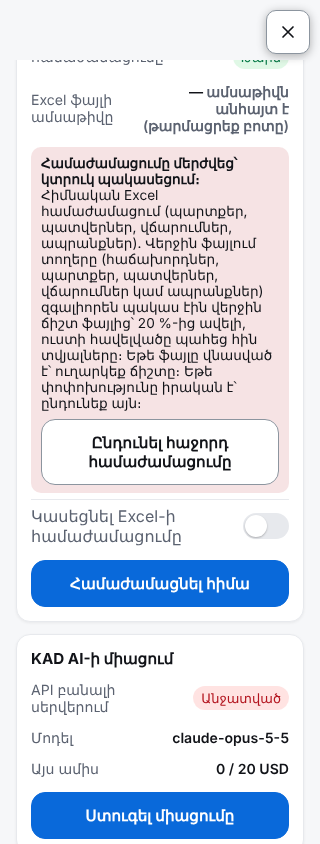 Excel ֆայլի
ամսաթիվը
— ամսաթիվն
անհայտ է
(թարմացրեք բոտը)
Համաժամացումը մերժվեց՝
կտրուկ պակասեցում։
Հիմնական Excel
համաժամացում (պարտքեր,
պատվերներ, վճարումներ,
ապրանքներ). Վերջին ֆայլում
տողերը (հաճախորդներ,
պարտքեր, պատվերներ,
վճարումներ կամ ապրանքներ)
զգալիորեն պակաս էին վերջին
ճիշտ ֆայլից՝ 20 %-ից ավելի,
ուստի հավելվածը պահեց հին
տվյալները։ Եթե ֆայլը վնասված
է՝ ուղարկեք ճիշտը։ Եթե
փոփոխությունը իրական է՝
ընդունեք այն։
Ընդունել հաջորդ
համաժամացումը
Կասեցնել Excel-ի
համաժամացումը
Համաժամացնել հիմա
KAD AI-ի միացում
API բանալի
սերվերում
Անջատված
Մոդել
claude-opus-5-5
Այս ամիս
0 / 20 USD
Ստուգել միացումը